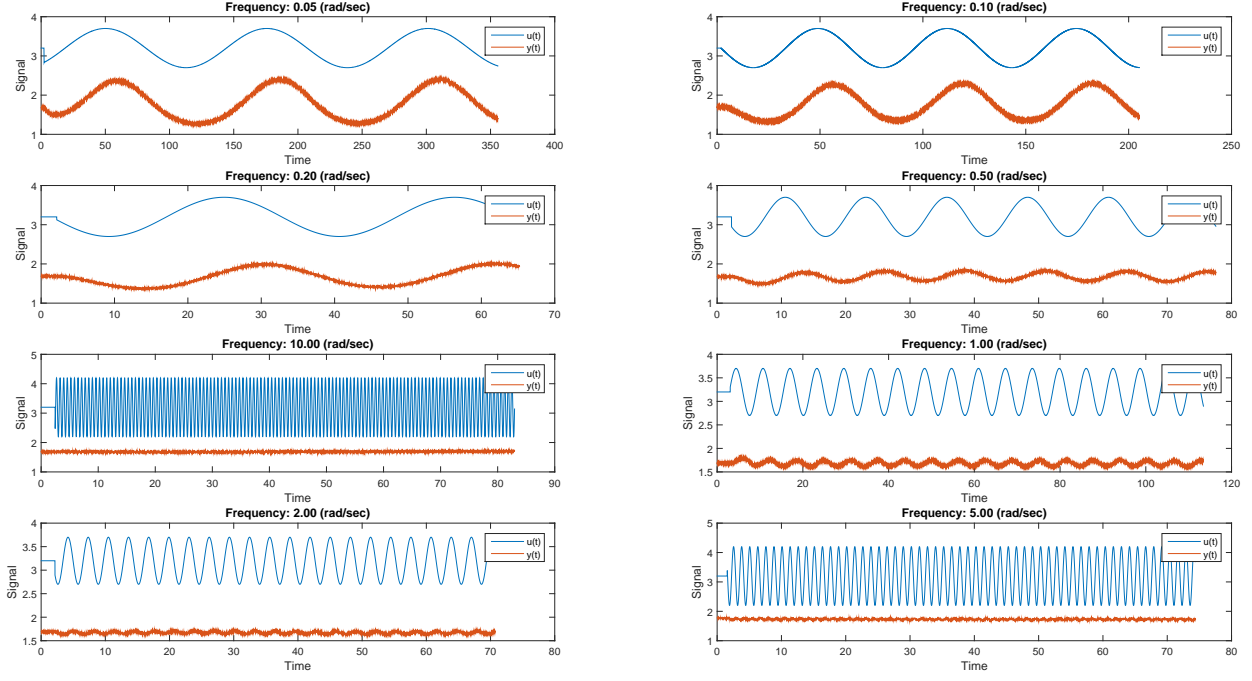 Frequency: 0.05 (rad/sec)
4
3
2
1
Signal
u(t)
y(t)
0 50 100 150 200 250 300 350 400
Time
Frequency: 0.10 (rad/sec)
4
3
2
1
Signal
u(t)
y(t)
0 50 100 150 200 250
Time
Frequency: 0.20 (rad/sec)
4
3
2
1
Signal
u(t)
y(t)
0 10 20 30 40 50 60 70
Time
Frequency: 0.50 (rad/sec)
4
3
2
1
Signal
u(t)
y(t)
0 10 20 30 40 50 60 70 80
Time
Frequency: 10.00 (rad/sec)
5
4
3
2
1
Signal
u(t)
y(t)
0 10 20 30 40 50 60 70 80 90
Time
Frequency: 1.00 (rad/sec)
4
3.5
3
2.5
2
1.5
Signal
u(t)
y(t)
0 20 40 60 80 100 120
Time
Frequency: 2.00 (rad/sec)
4
3.5
3
2.5
2
1.5
Signal
u(t)
y(t)
0 10 20 30 40 50 60 70 80
Time
Frequency: 5.00 (rad/sec)
5
4
3
2
1
Signal
u(t)
y(t)
0 10 20 30 40 50 60 70 80
Time